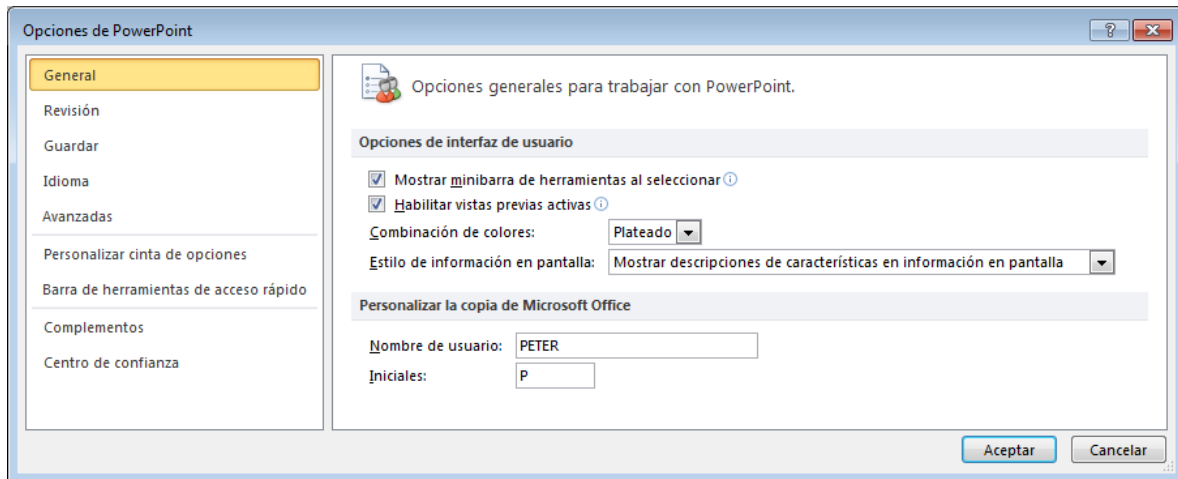 Opciones de PowerPoint
General
Revisión
Guardar
Idioma
Avanzadas
Personalizar cinta de opciones
Barra de herramientas de acceso rápido
Complementos
Centro de confianza
Opciones generales para trabajar con PowerPoint.
Opciones de interfaz de usuario
Mostrar minibarra de herramientas al seleccionar
Habilitar vistas previas activas
Combinación de colores: Plateado
Estilo de información en pantalla: Mostrar descripciones de características en información en pantalla
Personalizar la copia de Microsoft Office
Nombre de usuario: PETER
Iniciales: P
Aceptar Cancelar